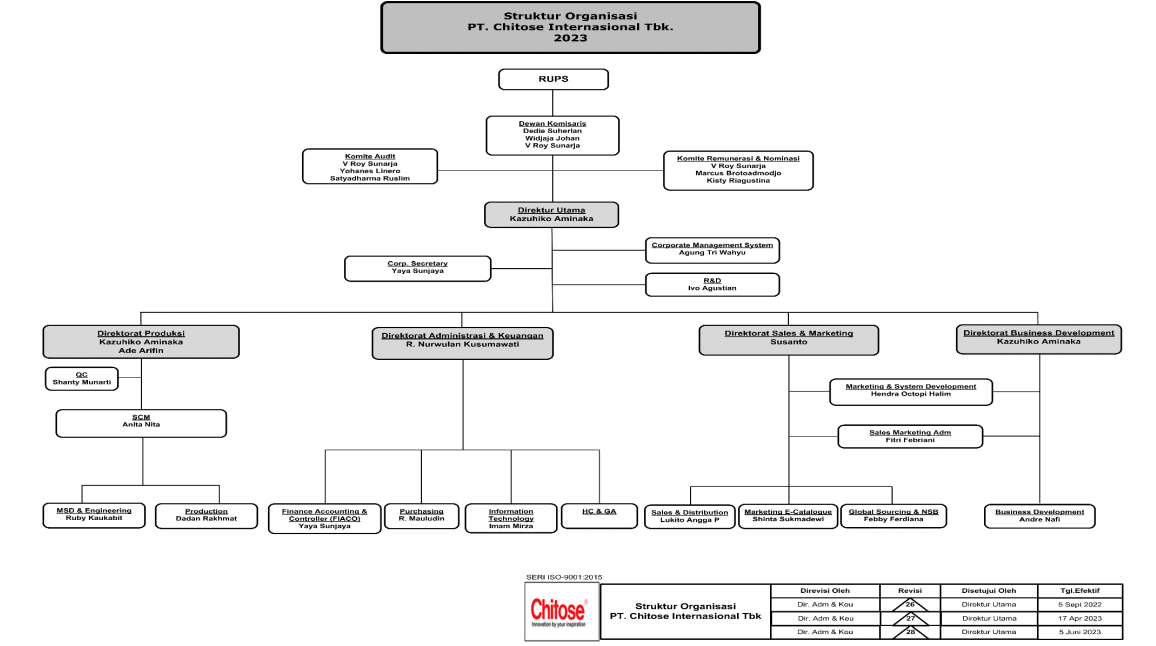 Struktur Organisasi
PT. Chitose Internasional Tbk.
2023
RUPS
Dewan Komisaris
Dedie Suherlan
Widjaja Johan
V Roy Sunarja
Komite Audit
V Roy Sunarja
Yohanes Linero
Satyadharma Ruslim
Komite Remunerasi & Nominasi
V Roy Sunarja
Marcus Brotoadmodjo
Kisty Riagustina
Direktur Utama
Kazuhiko Aminaka
Corporate Management System
Agung Tri Wahyu
Corp. Secretary
Yaya Sunjaya
R&D
Ivo Agustian
Direktorat Produksi
Kazuhiko Aminaka
Ade Arifin
Direktorat Administrasi & Keuangan
R. Nurwulan Kusumawati
Direktorat Sales & Marketing
Susanto
Direktorat Business Development
Kazuhiko Aminaka
QC
Shanty Munarti
SCM
Anita Nita
Marketing & System Development
Hendra Octopi Halim
Sales Marketing Adm
Fitri Febriani
MSD & Engineering
Ruby Kaukabit
Production
Dadan Rakhmat
Finance Accounting &
Controller (FIACO)
Yaya Sunjaya
Purchasing
R. Mauludin
Information
Technology
Imam Mirza
HC & GA
Sales & Distribution
Lukito Angga P
Marketing E-Catalogue
Shinta Sukmadewi
Global Sourcing & NSB
Febby Ferdiana
Business Development
Andre Nafi
SERI ISO-9001:2015
Chitose
Innovation by your inspiration
Struktur Organisasi
PT. Chitose Internasional Tbk
Direvisi Oleh Revisi Disetujui Oleh Tgl.Efektif
Dir. Adm & Kou 26 Direktur Utama 5 Sept 2022
Dir. Adm & Kou 27 Direktur Utama 17 Apr 2023
Dir. Adm & Kou 28 Direktur Utama 5 Juni 2023